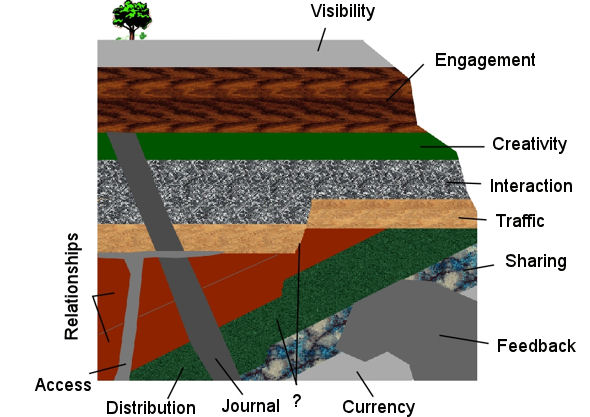 Visibility
Engagement
Creativity
Interaction
Traffic
Sharing
Relationships
Feedback
Access
Distribution
Journal
?
Currency